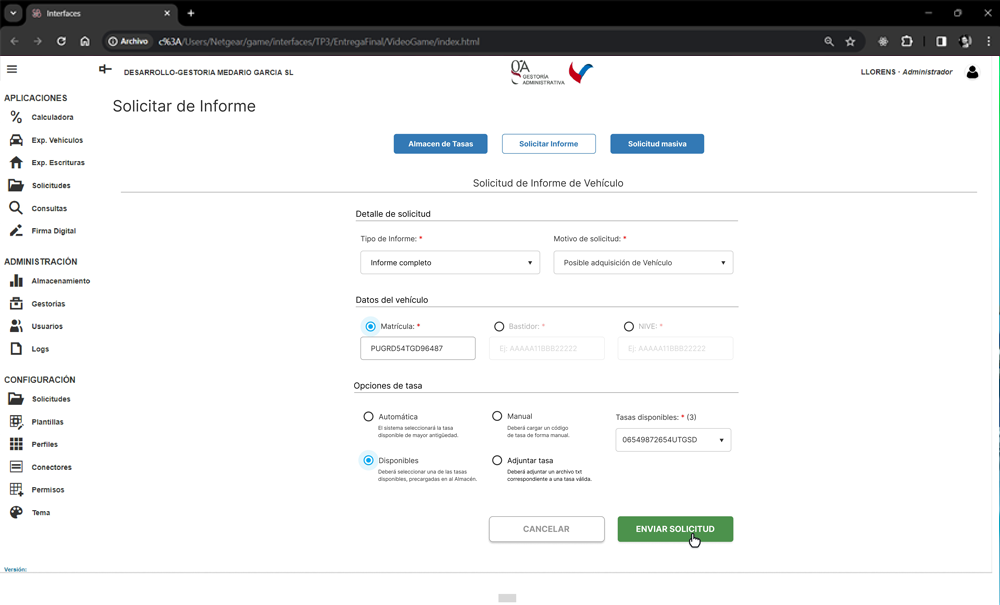 Interfaces
Archivo
c%3A/Users/Netgear/game/interfaces/TP3/EntregaFinal/VideoGame/index.html
DESARROLLO-GESTORIA MEDARIO GARCIA SL
GA
GESTORÍA
ADMINISTRATIVA
LLORENS - Administrador
APLICACIONES
Calculadora
Exp. Vehículos
Exp. Escrituras
Solicitudes
Consultas
Firma Digital
ADMINISTRACIÓN
Almacenamiento
Gestorias
Usuarios
Logs
CONFIGURACIÓN
Solicitudes
Plantillas
Perfiles
Conectores
Permisos
Tema
Versión:
Solicitar de Informe
Almacen de Tasas
Solicitar Informe
Solicitud masiva
Solicitud de Informe de Vehículo
Detalle de solicitud
Tipo de Informe: *
Motivo de solicitud: *
Informe completo
Posible adquisición de Vehículo
Datos del vehículo
Matrícula: *
Bastidor: *
NIVE: *
PUGRD54TGD96487
Ej: AAAAA11BBB22222
Ej: AAAAA11BBB22222
Opciones de tasa
Automática
El sistema seleccionará la tasa
disponible de mayor antigüedad.
Manual
Deberá cargar un código
de tasa de forma manual.
Tasas disponibles: * (3)
06549872654UTGSD
Disponibles
Deberá seleccionar una de las tasas
disponibles, precargadas en al Almacén.
Adjuntar tasa
Deberá adjuntar un archivo txt
correspondiente a una tasa válida.
CANCELAR
ENVIAR SOLICITUD